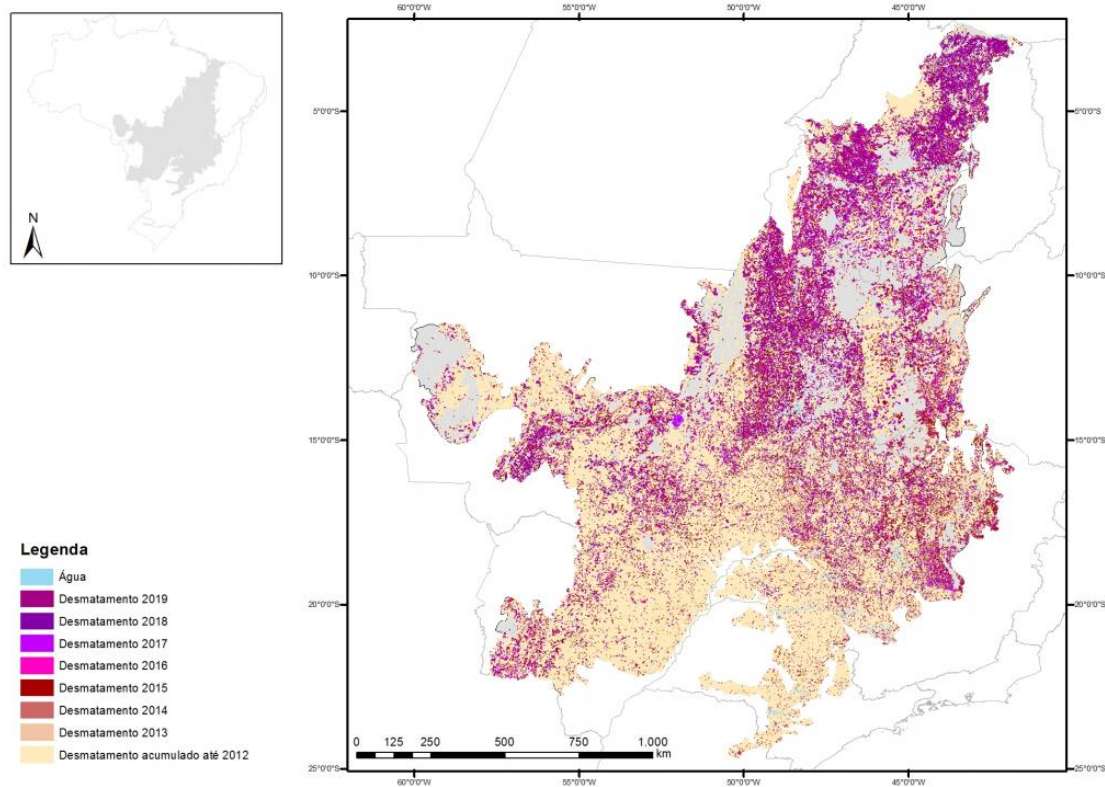 N
60°0'0"O 55°0'0"O 50°0'0"O 45°0'0"O
5°0'0"S 5°0'0"S
10°0'0"S 10°0'0"S
15°0'0"S 15°0'0"S
20°0'0"S 20°0'0"S
25°0'0"S 25°0'0"S
Legenda
Água
Desmatamento 2019
Desmatamento 2018
Desmatamento 2017
Desmatamento 2016
Desmatamento 2015
Desmatamento 2014
Desmatamento 2013
Desmatamento acumulado até 2012
0 125 250 500 750 1.000
km
60°0'0"O 55°0'0"O 50°0'0"O 45°0'0"O